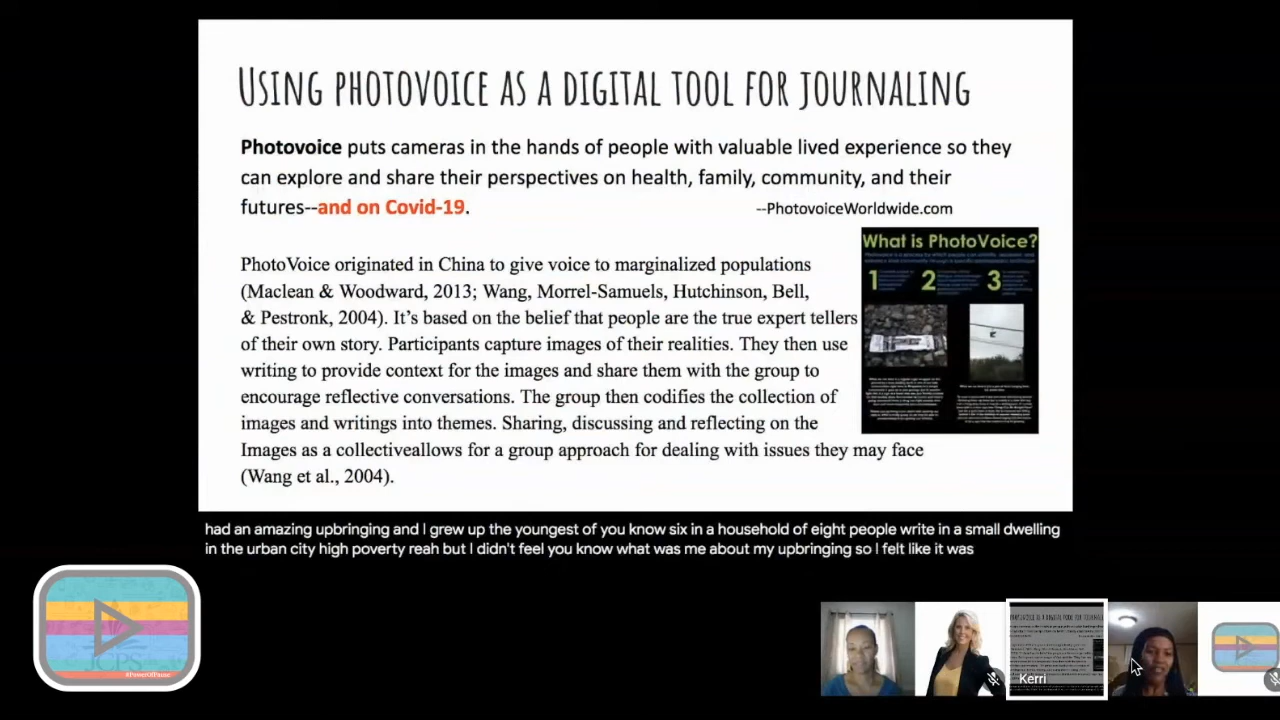 USING PHOTOVOICE AS A DIGITAL TOOL FOR JOURNALING
Photovoice puts cameras in the hands of people with valuable lived experience so they
can explore and share their perspectives on health, family, community, and their
futures--and on Covid-19.
--PhotovoiceWorldwide.com
PhotoVoice originated in China to give voice to marginalized populations
(Maclean & Woodward, 2013; Wang, Morrel-Samuels, Hutchinson, Bell,
& Pestronk, 2004). It's based on the belief that people are the true expert tellers
of their own story. Participants capture images of their realities. They then use
writing to provide context for the images and share them with the group to
encourage reflective conversations. The group then codifies the collection of
images and writings into themes. Sharing, discussing and reflecting on the
Images as a collectiveallows for a group approach for dealing with issues they may face
(Wang et al., 2004).
What is PhotoVoice?
1 2 3
had an amazing upbringing and I grew up the youngest of you know six in a household of eight people write in a small dwelling
in the urban city high poverty reah but I didn't feel you know what was me about my upbringing so I felt like it was
JCPS
Kerri